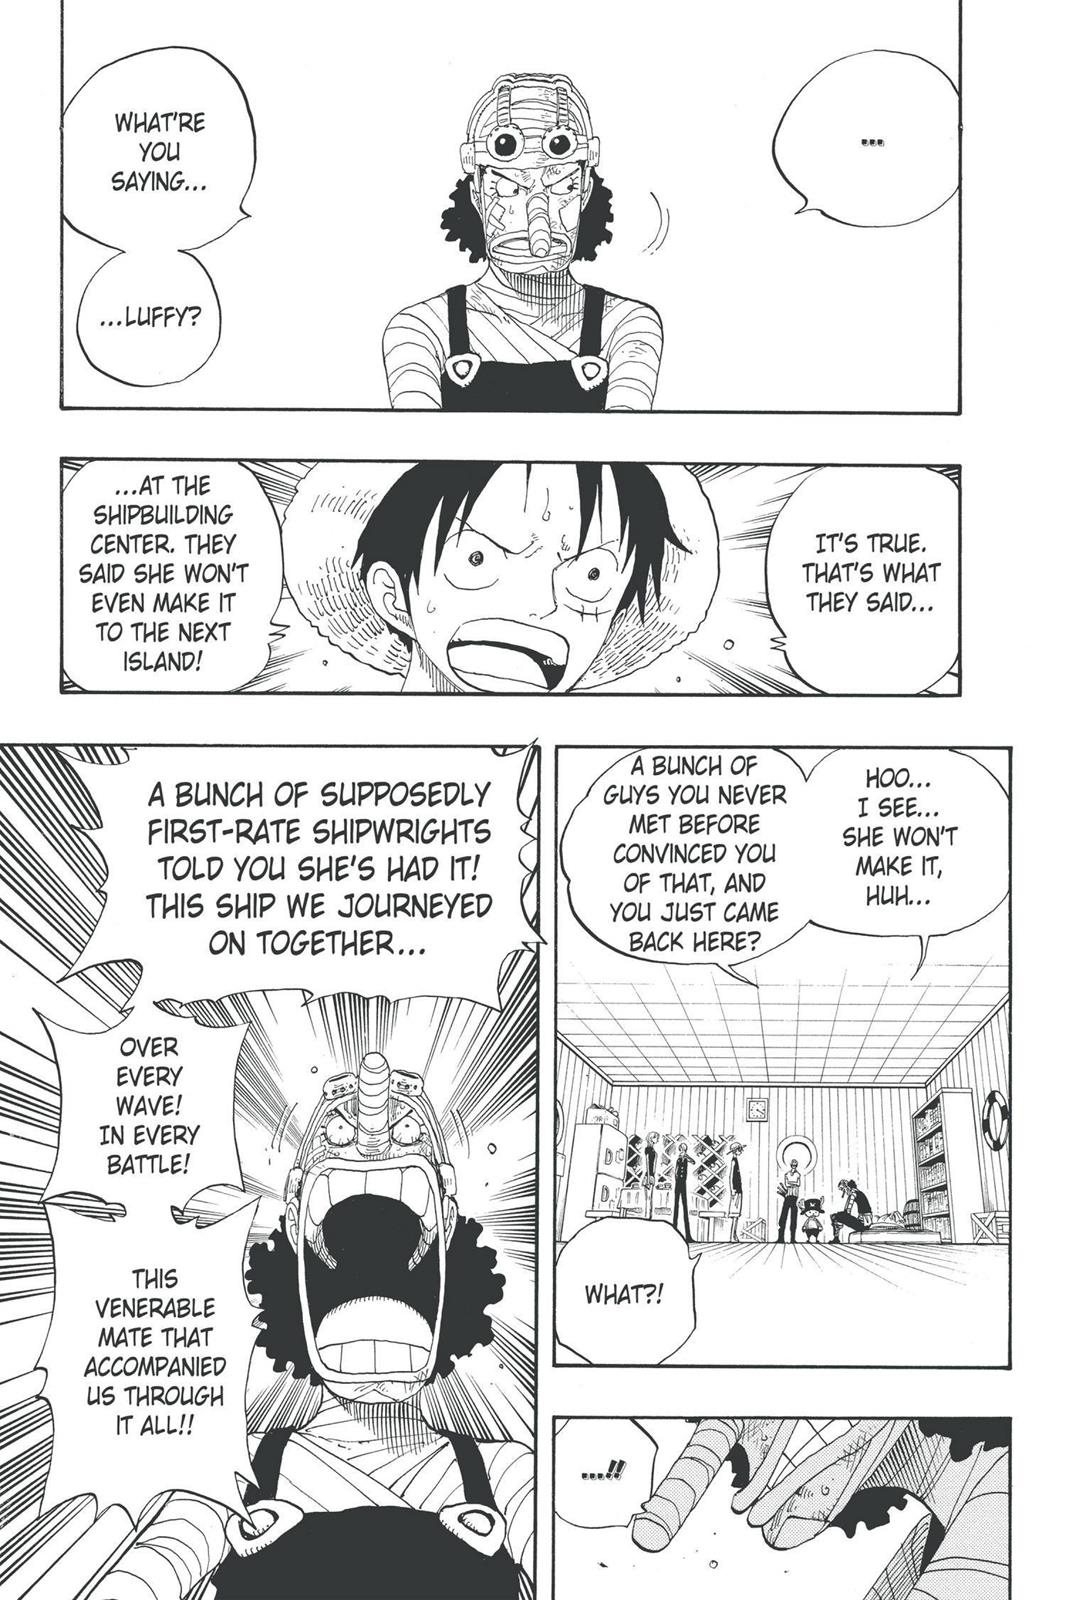 ...
WHAT'RE
YOU
SAYING...
...LUFFY?
IT'S TRUE.
THAT'S WHAT
THEY SAID...
...AT THE
SHIPBUILDING
CENTER. THEY
SAID SHE WON'T
EVEN MAKE IT
TO THE NEXT
ISLAND!
HOO...
I SEE...
SHE WON'T
MAKE IT,
HUH...
A BUNCH OF
GUYS YOU NEVER
MET BEFORE
CONVINCED YOU
OF THAT, AND
YOU JUST CAME
BACK HERE?
WHAT?!
....!!
A BUNCH OF SUPPOSEDLY
FIRST-RATE SHIPWRIGHTS
TOLD YOU SHE'S HAD IT!
THIS SHIP WE JOURNEYED
ON TOGETHER...
OVER
EVERY
WAVE!
IN EVERY
BATTLE!
THIS
VENERABLE
MATE THAT
ACCOMPANIED
US THROUGH
IT ALL!!